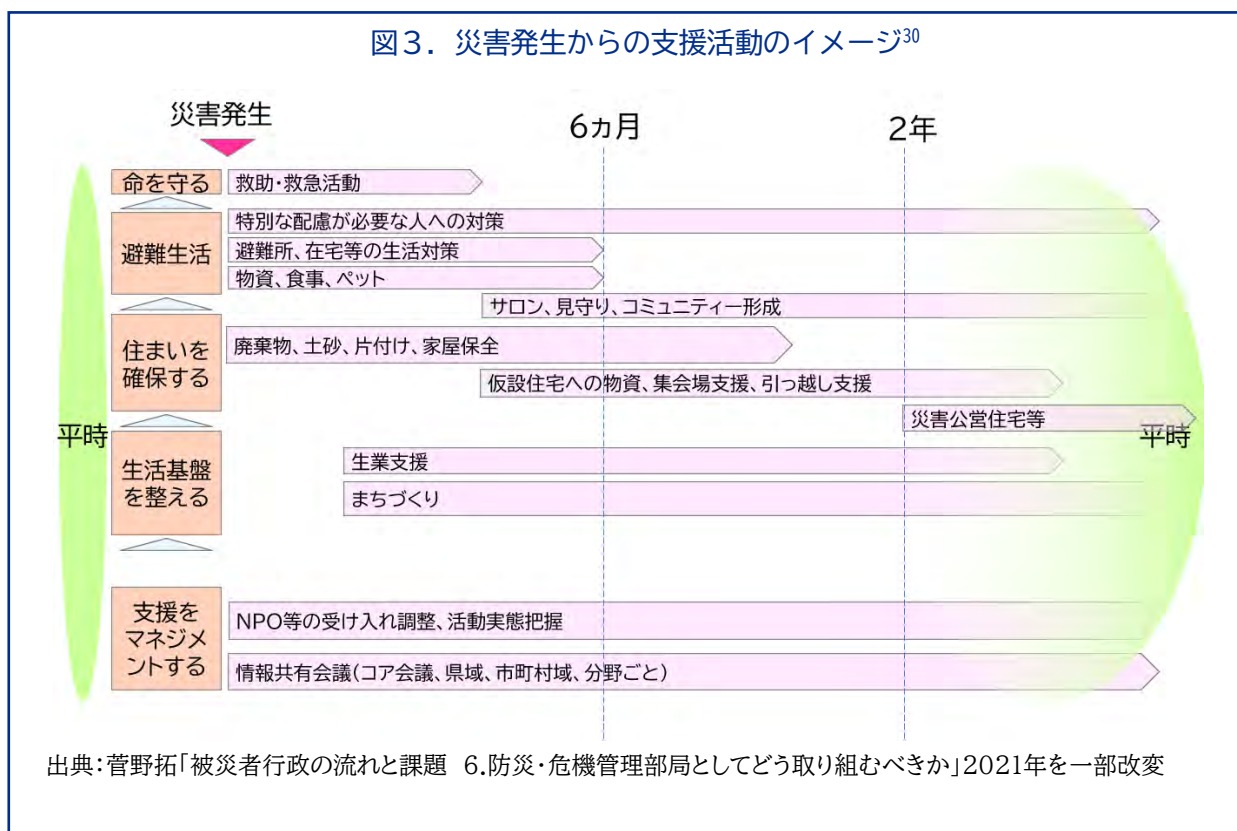 図３．災害発生からの支援活動のイメージ30
災害発生
6ヵ月
2年
平時
命を守る
救助・救急活動
避難生活
特別な配慮が必要な人への対策
避難所、在宅等の生活対策
物資、食事、ペット
サロン、見守り、コミュニティー形成
住まいを
確保する
廃棄物、土砂、片付け、家屋保全
仮設住宅への物資、集会場支援、引っ越し支援
災害公営住宅等
平時
生活基盤
を整える
生業支援
まちづくり
支援を
マネジメ
ントする
NPO等の受け入れ調整、活動実態把握
情報共有会議(コア会議、県域、市町村域、分野ごと)
出典：菅野拓「被災者行政の流れと課題 6.防災・危機管理部局としてどう取り組むべきか」2021年を一部改変